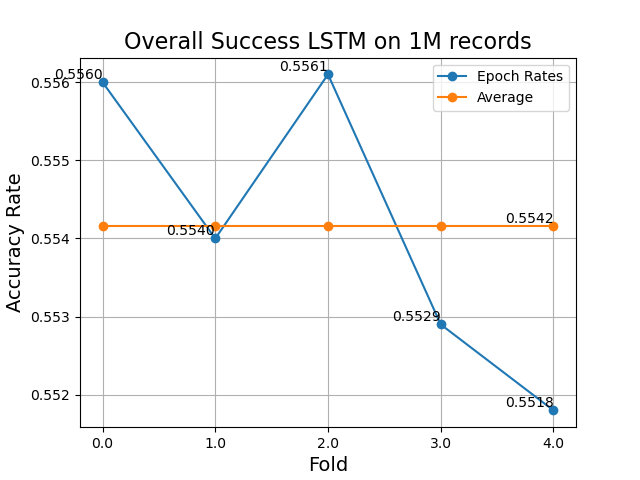 Overall Success LSTM on 1M records
Accuracy Rate
0.556
0.555
0.554
0.553
0.552
0.5560
0.5540
0.5561
0.5529
0.5518
0.5542
Epoch Rates
Average
0.0 1.0 2.0 3.0 4.0
Fold